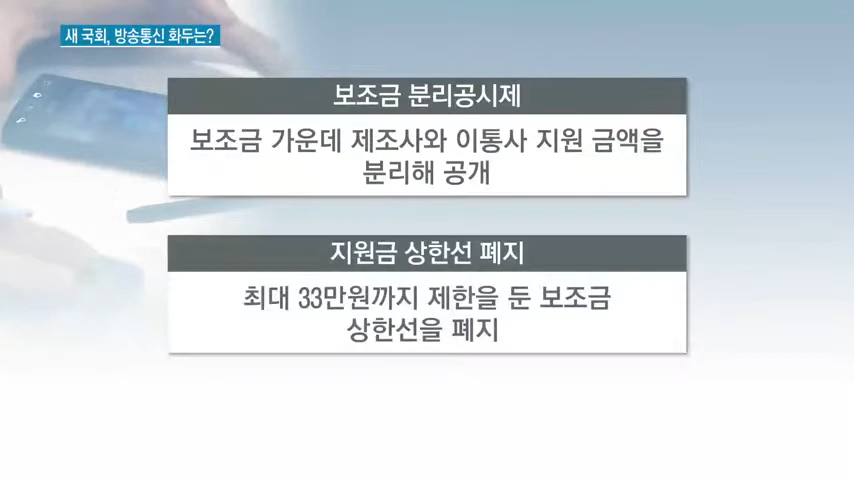 새 국회, 방송통신 화두는?
보조금 분리공시제
보조금 가운데 제조사와 이통사 지원 금액을
분리해 공개
지원금 상한선 폐지
최대 33만원까지 제한을 둔 보조금
상한선을 폐지